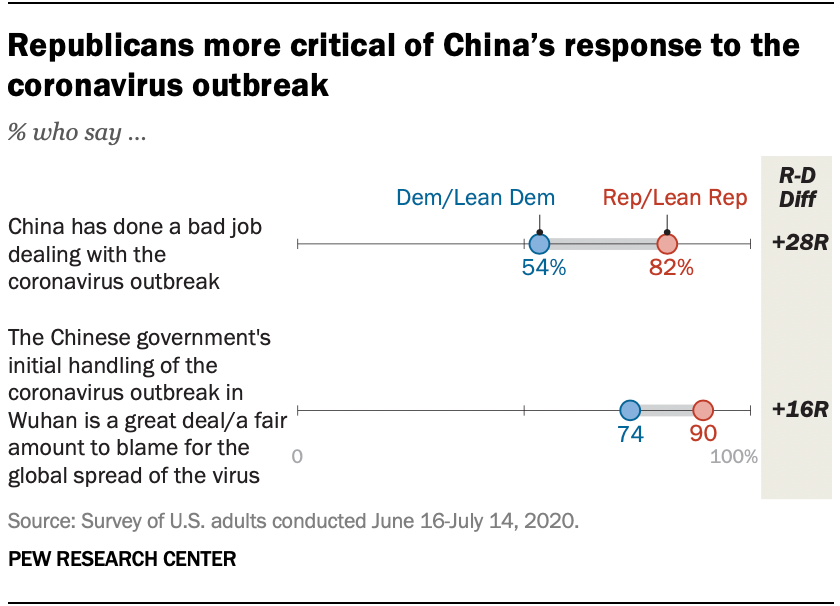 Republicans more critical of China's response to the
coronavirus outbreak
% who say ...
R-D
Diff
Dem/Lean Dem
Rep/Lean Rep
China has done a bad job
dealing with the
coronavirus outbreak
54%
82%
+28R
The Chinese government's
initial handling of the
coronavirus outbreak in
Wuhan is a great deal/a fair
amount to blame for the
global spread of the virus
74
90
+16R
0
100%
Source: Survey of U.S. adults conducted June 16-July 14, 2020.
PEW RESEARCH CENTER